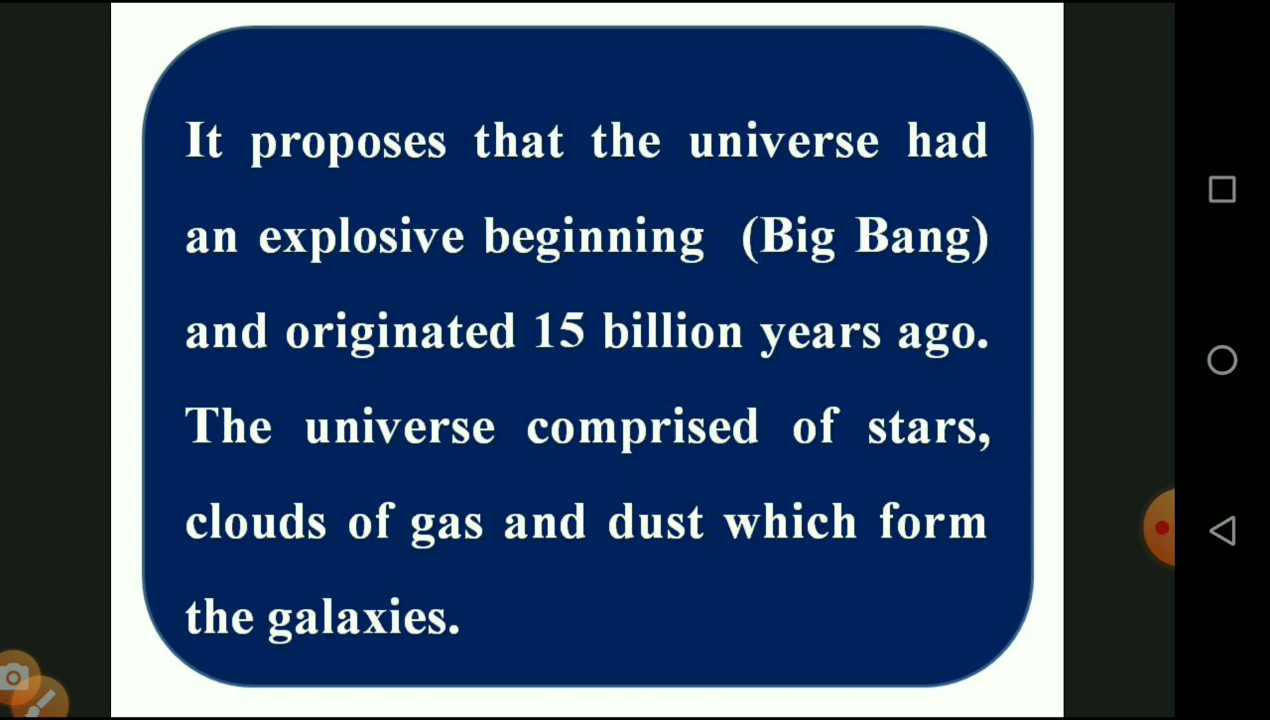 It proposes that the universe had
an explosive beginning (Big Bang)
and originated 15 billion years ago.
The universe comprised of stars,
clouds of gas and dust which form
the galaxies.